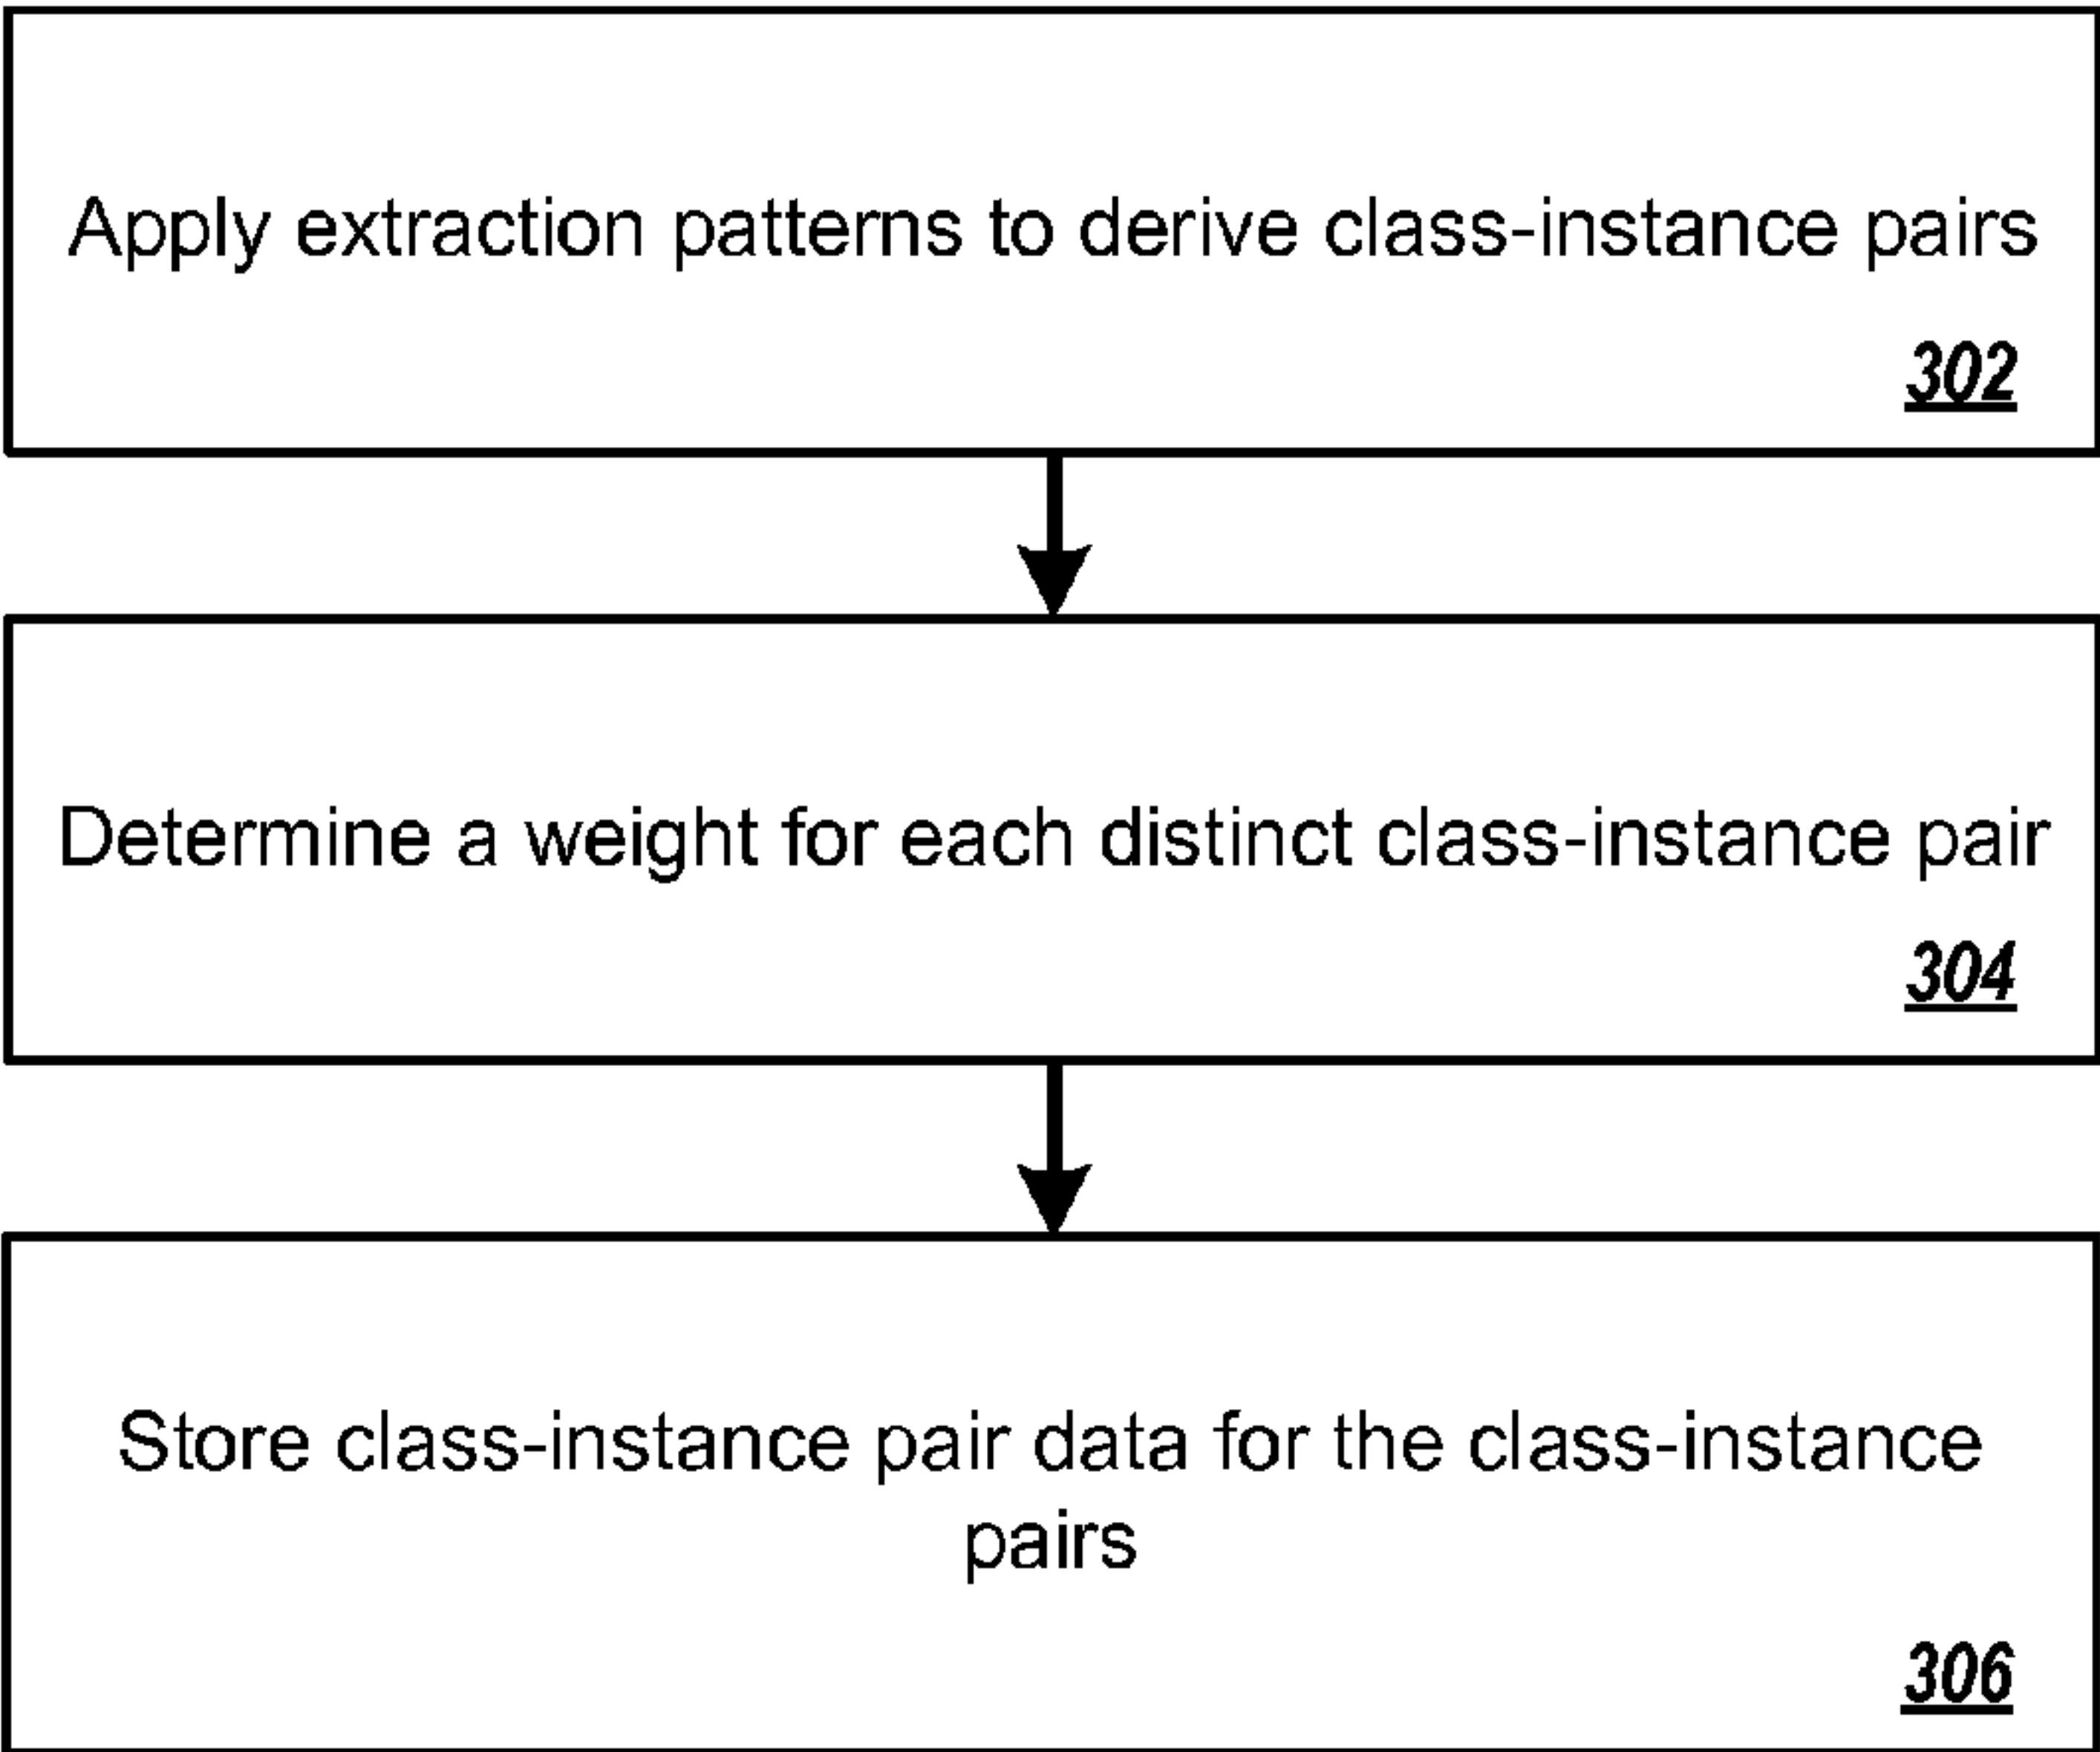 Apply extraction patterns to derive class-instance pairs
302
Determine a weight for each distinct class-instance pair
304
Store class-instance pair data for the class-instance
pairs
306